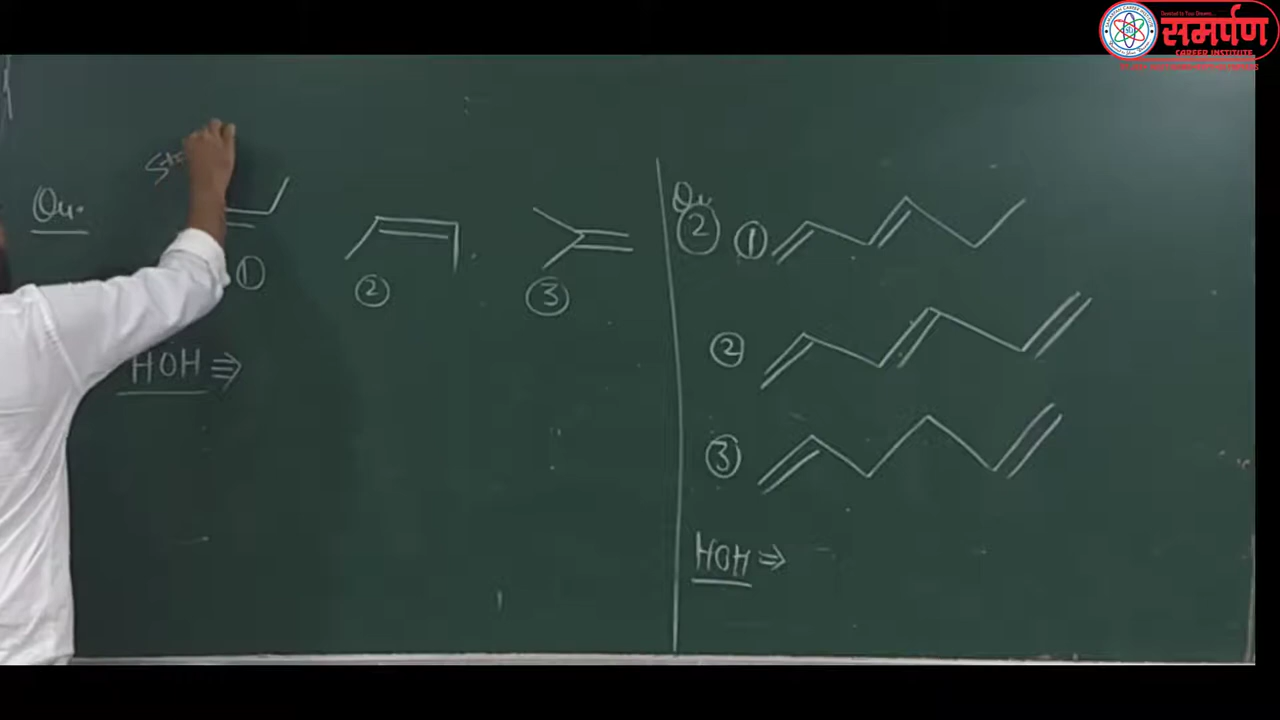 समर्पण
CAREER INSTITUTE
Qu.
①
②
③
HOH ⇒
Qu.
②
①
②
③
HOH ⇒